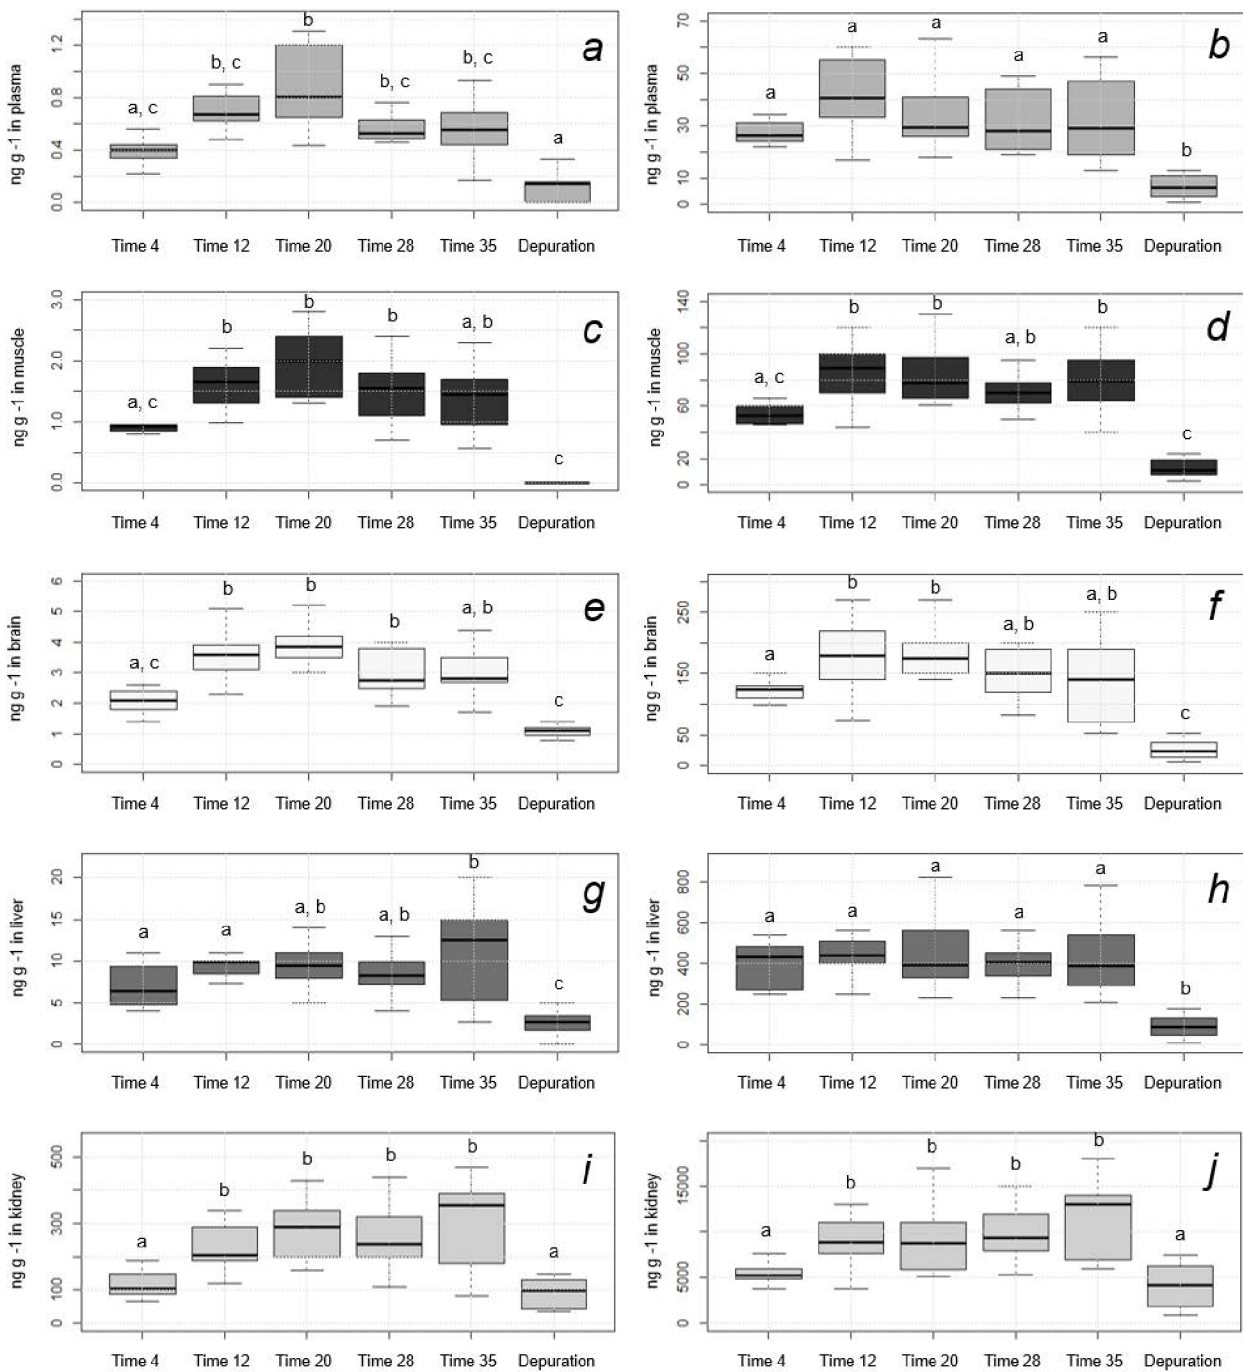 a
ng g -1 in plasma
0.0 0.4 0.8 1.2
a, c
b, c
b
b, c
b, c
a
Time 4 Time 12 Time 20 Time 28 Time 35 Depuration
b
ng g -1 in plasma
0 10 30 50 70
a
a
a
a
a
b
Time 4 Time 12 Time 20 Time 28 Time 35 Depuration
c
ng g -1 in muscle
0.0 1.0 2.0 3.0
a, c
b
b
b
a, b
c
Time 4 Time 12 Time 20 Time 28 Time 35 Depuration
d
ng g -1 in muscle
0 20 60 100 140
a, c
b
b
a, b
b
c
Time 4 Time 12 Time 20 Time 28 Time 35 Depuration
e
ng g -1 in brain
0 1 2 3 4 5 6
a, c
b
b
b
a, b
c
Time 4 Time 12 Time 20 Time 28 Time 35 Depuration
f
ng g -1 in brain
0 50 150 250
a
b
b
a, b
a, b
c
Time 4 Time 12 Time 20 Time 28 Time 35 Depuration
g
ng g -1 in liver
0 5 10 15 20
a
a
a, b
a, b
b
c
Time 4 Time 12 Time 20 Time 28 Time 35 Depuration
h
ng g -1 in liver
0 200 400 600 800
a
a
a
a
a
b
Time 4 Time 12 Time 20 Time 28 Time 35 Depuration
i
ng g -1 in kidney
0 100 300 500
a
b
b
b
b
a
Time 4 Time 12 Time 20 Time 28 Time 35 Depuration
j
ng g -1 in kidney
0 5000 15000
a
b
b
b
b
a
Time 4 Time 12 Time 20 Time 28 Time 35 Depuration